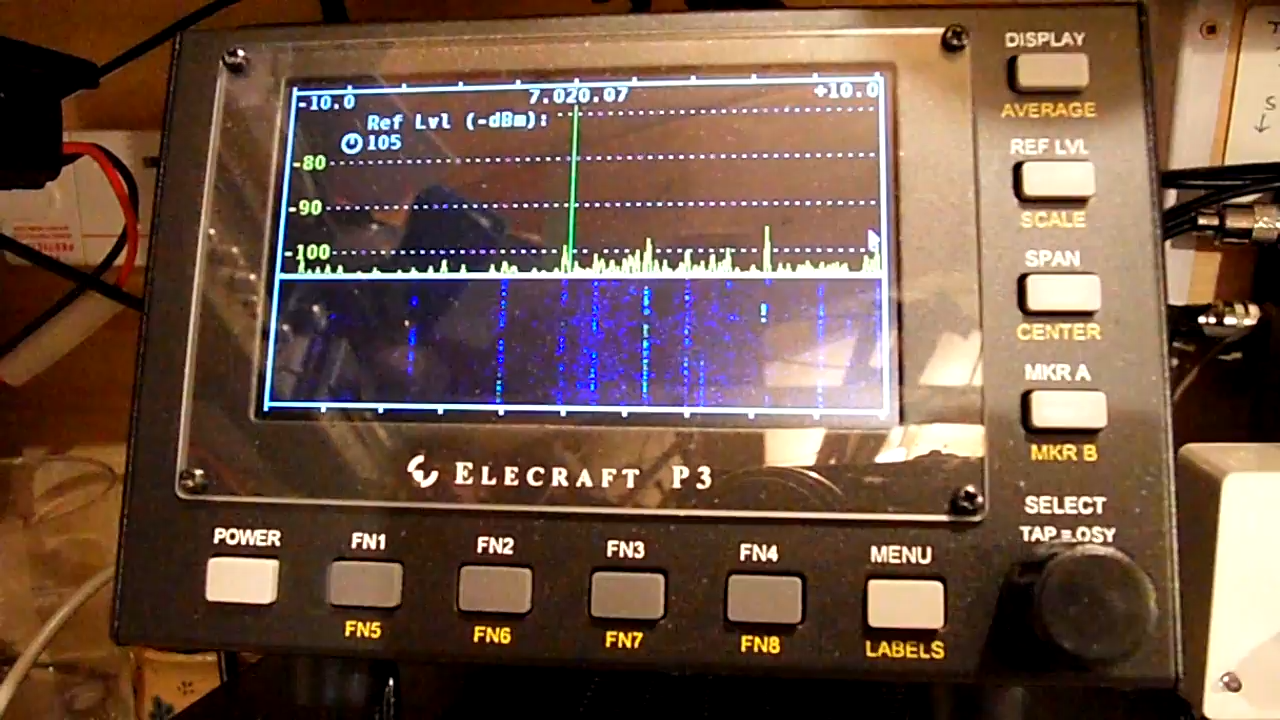 -10.0 7.020.07 +10.0
Ref Lvl (-dBm):
105
-80
-90
-100
ELECRAFT P3
DISPLAY
AVERAGE
REF LVL
SCALE
SPAN
CENTER
MKR A
MKR B
SELECT
TAP = QSY
POWER FN1 FN2 FN3 FN4 MENU
FN5 FN6 FN7 FN8 LABELS
S